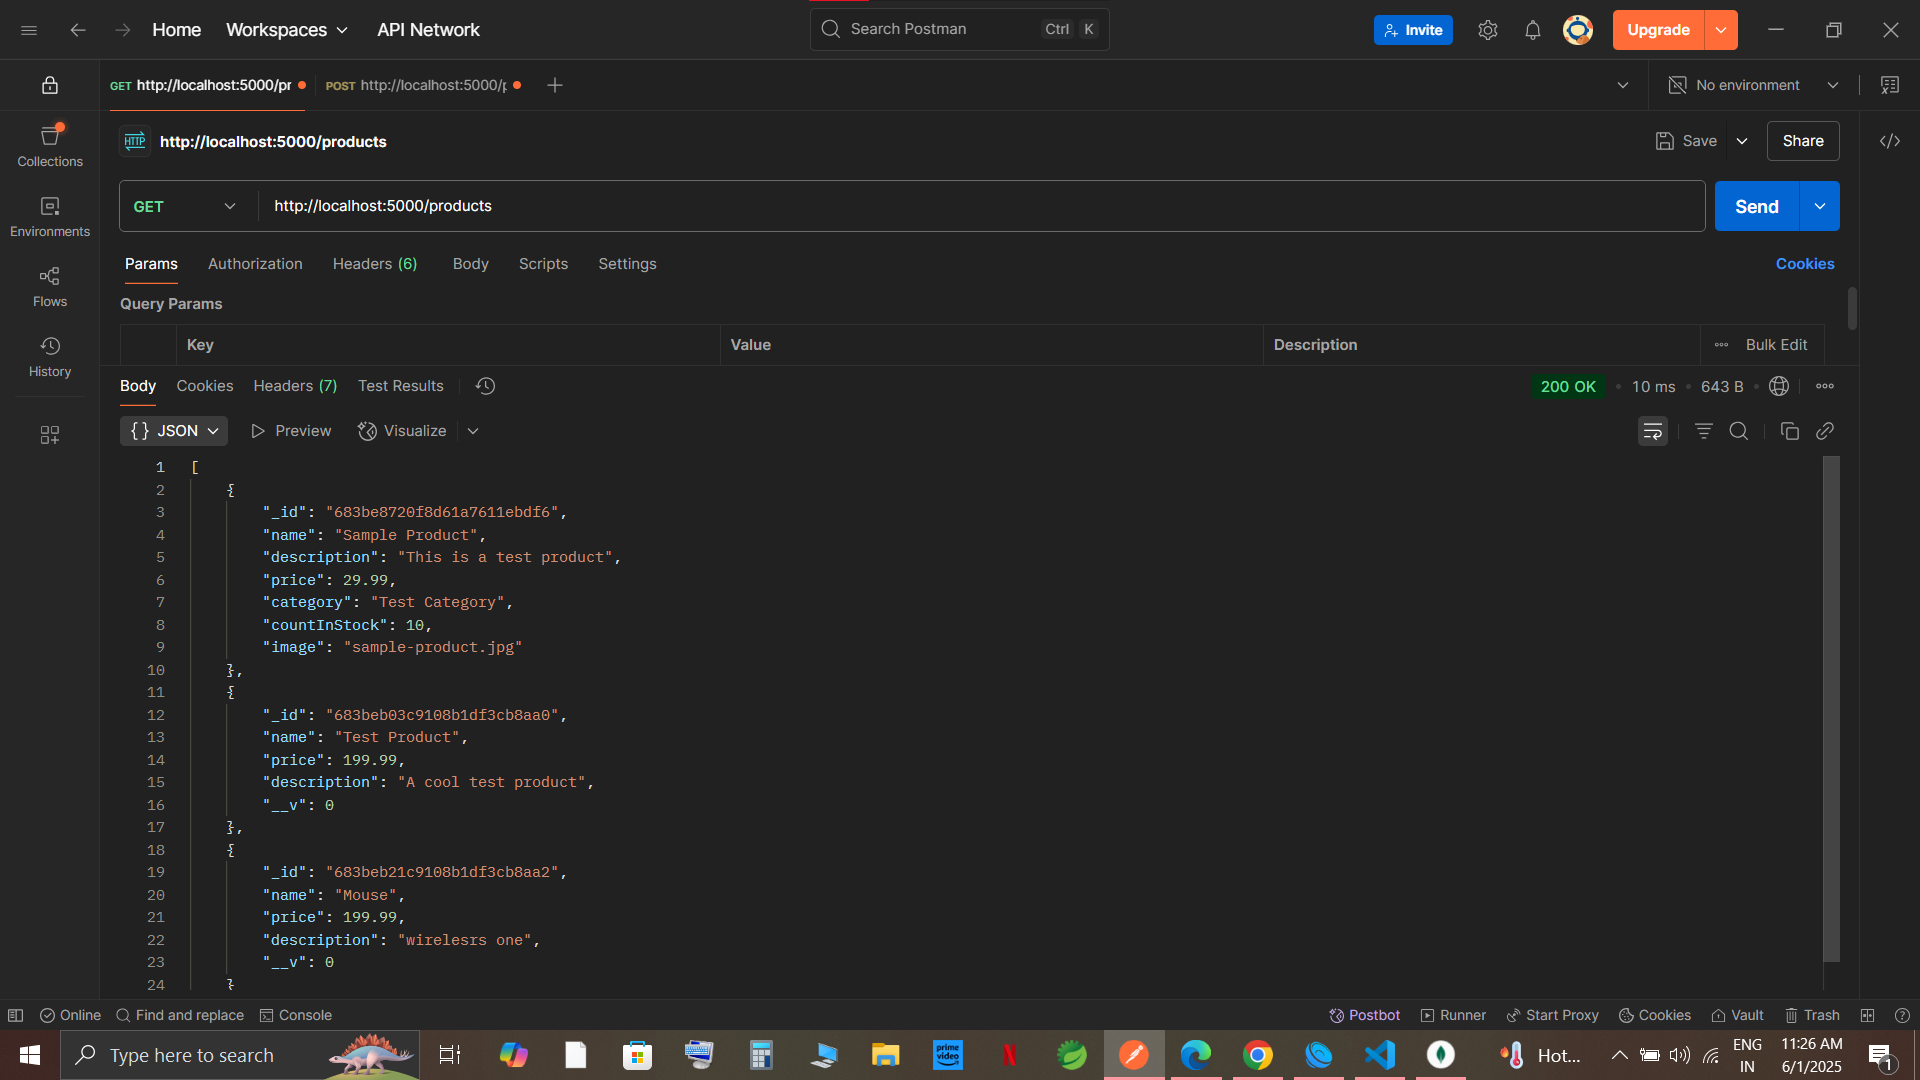 Home Workspaces API Network Search Postman Ctrl K Invite Upgrade
GET http://localhost:5000/pr POST http://localhost:5000/p No environment
HTTP http://localhost:5000/products Save Share
Collections
GET http://localhost:5000/products Send
Environments
Params Authorization Headers (6) Body Scripts Settings Cookies
Flows
Query Params
Key Value Description Bulk Edit
History
Body Cookies Headers (7) Test Results 200 OK 10 ms 643 B
{} JSON Preview Visualize
1 [
2 {
3 "_id": "683be8720f8d61a7611ebdf6",
4 "name": "Sample Product",
5 "description": "This is a test product",
6 "price": 29.99,
7 "category": "Test Category",
8 "countInStock": 10,
9 "image": "sample-product.jpg"
10 },
11 {
12 "_id": "683beb03c9108b1df3cb8aa0",
13 "name": "Test Product",
14 "price": 199.99,
15 "description": "A cool test product",
16 "__v": 0
17 },
18 {
19 "_id": "683beb21c9108b1df3cb8aa2",
20 "name": "Mouse",
21 "price": 199.99,
22 "description": "wirelesrs one",
23 "__v": 0
24 }
Online Find and replace Console Postbot Runner Start Proxy Cookies Vault Trash
Type here to search prime video N Hot... ENG IN 11:26 AM 6/1/2025 1